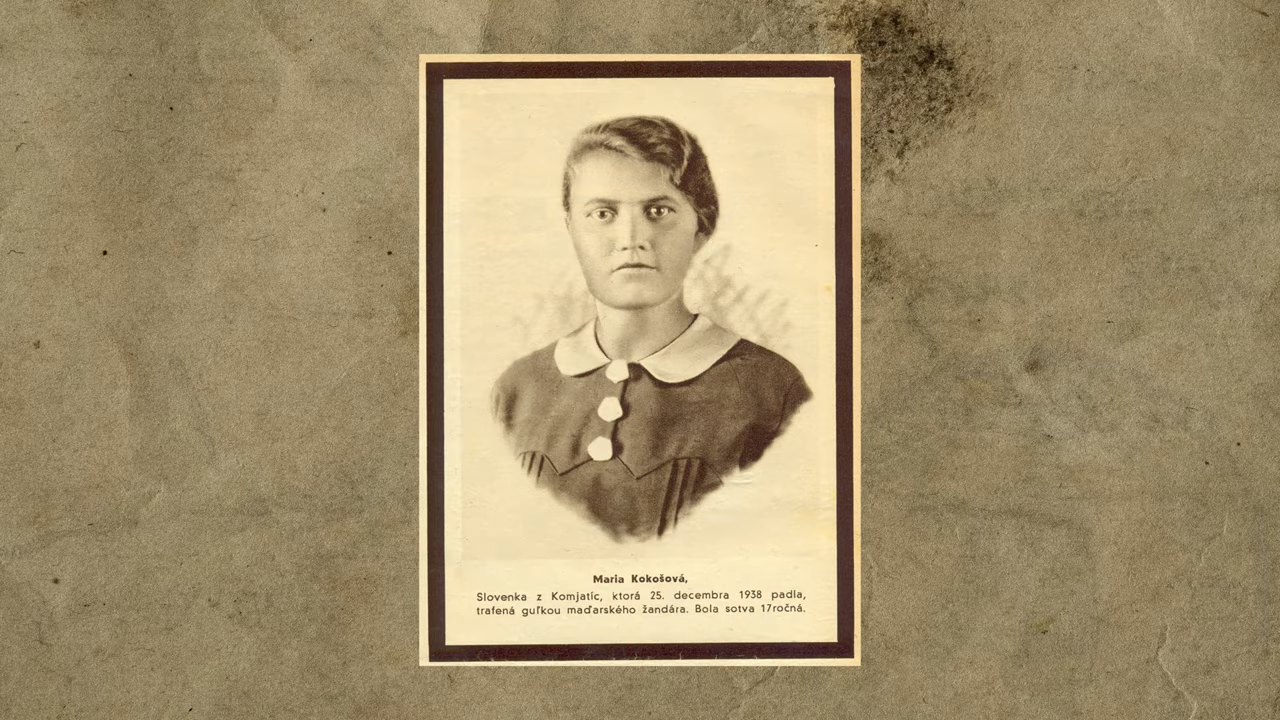 Maria Kokošová,
Slovenka z Komjatíc, ktorá 25. decembra 1938 padla,
trafená guľkou maďarského žandára. Bola sotva 17ročná.